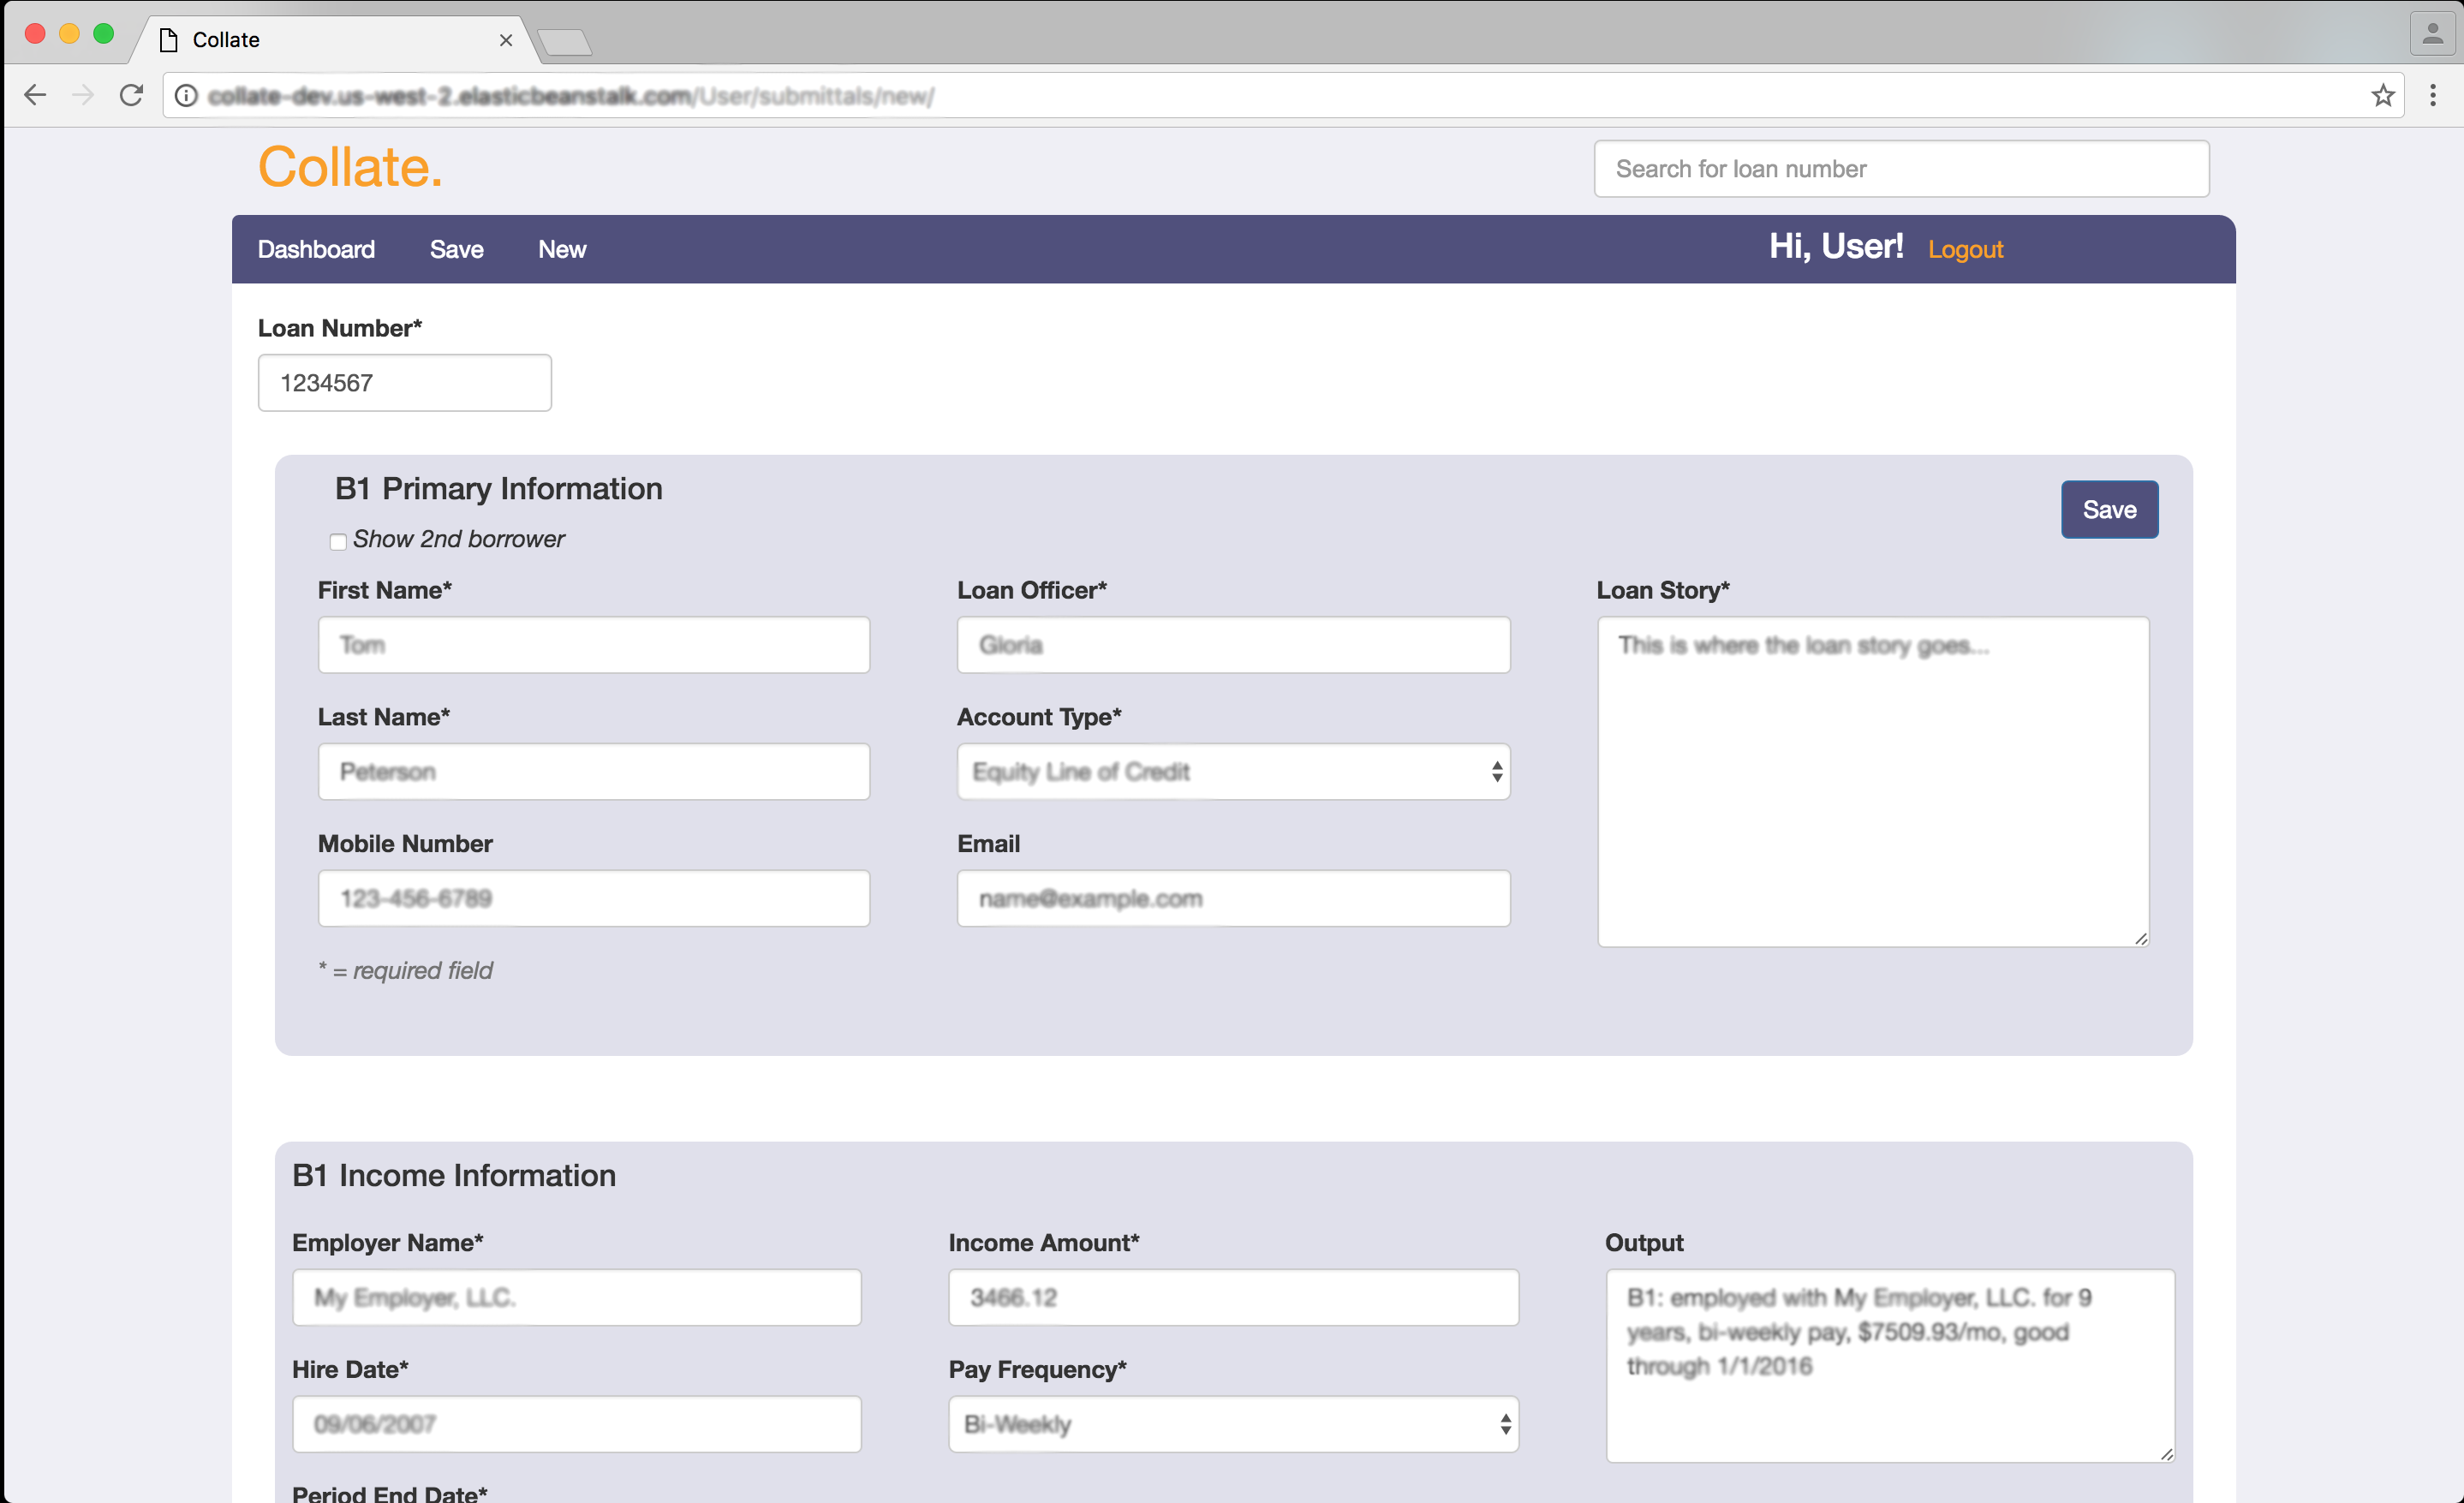 Collate
collate-dev.us-west-2.elasticbeanstalk.com/User/submittals/new/
Collate.
Search for loan number
Dashboard Save New Hi, User! Logout
Loan Number*
1234567
B1 Primary Information
Save
Show 2nd borrower
First Name* Loan Officer* Loan Story*
Tom Gloria This is where the loan story goes...
Last Name* Account Type*
Peterson Equity Line of Credit
Mobile Number Email
123-456-6789 name@example.com
* = required field
B1 Income Information
Employer Name* Income Amount* Output
My Employer, LLC. 3466.12 B1: employed with My Employer, LLC. for 9
years, bi-weekly pay, $7509.93/mo, good
through 1/1/2016
Hire Date* Pay Frequency*
09/06/2007 Bi-Weekly
Period End Date*